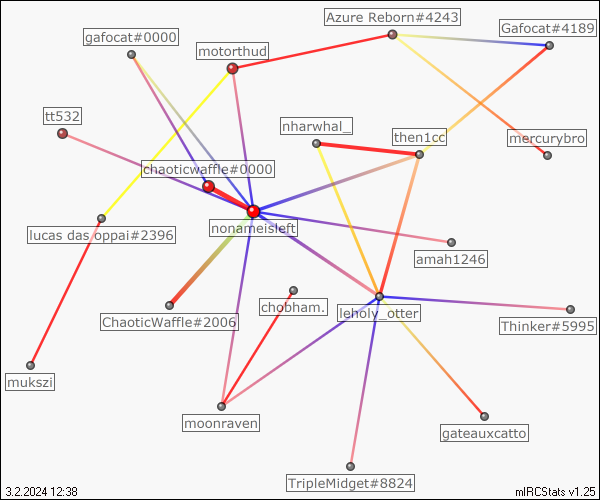 Azure Reborn#4243
Gafocat#4189
gafocat#0000
motorthud
tt532
nharwhal_
then1cc
mercurybro
chaoticwaffle#0000
nonameisleft
lucas das oppai#2396
amah1246
chobham.
leholy_otter
ChaoticWaffle#2006
Thinker#5995
mukszi
moonraven
gateauxcatto
TripleMidget#8824
3.2.2024 12:38
mIRCStats v1.25